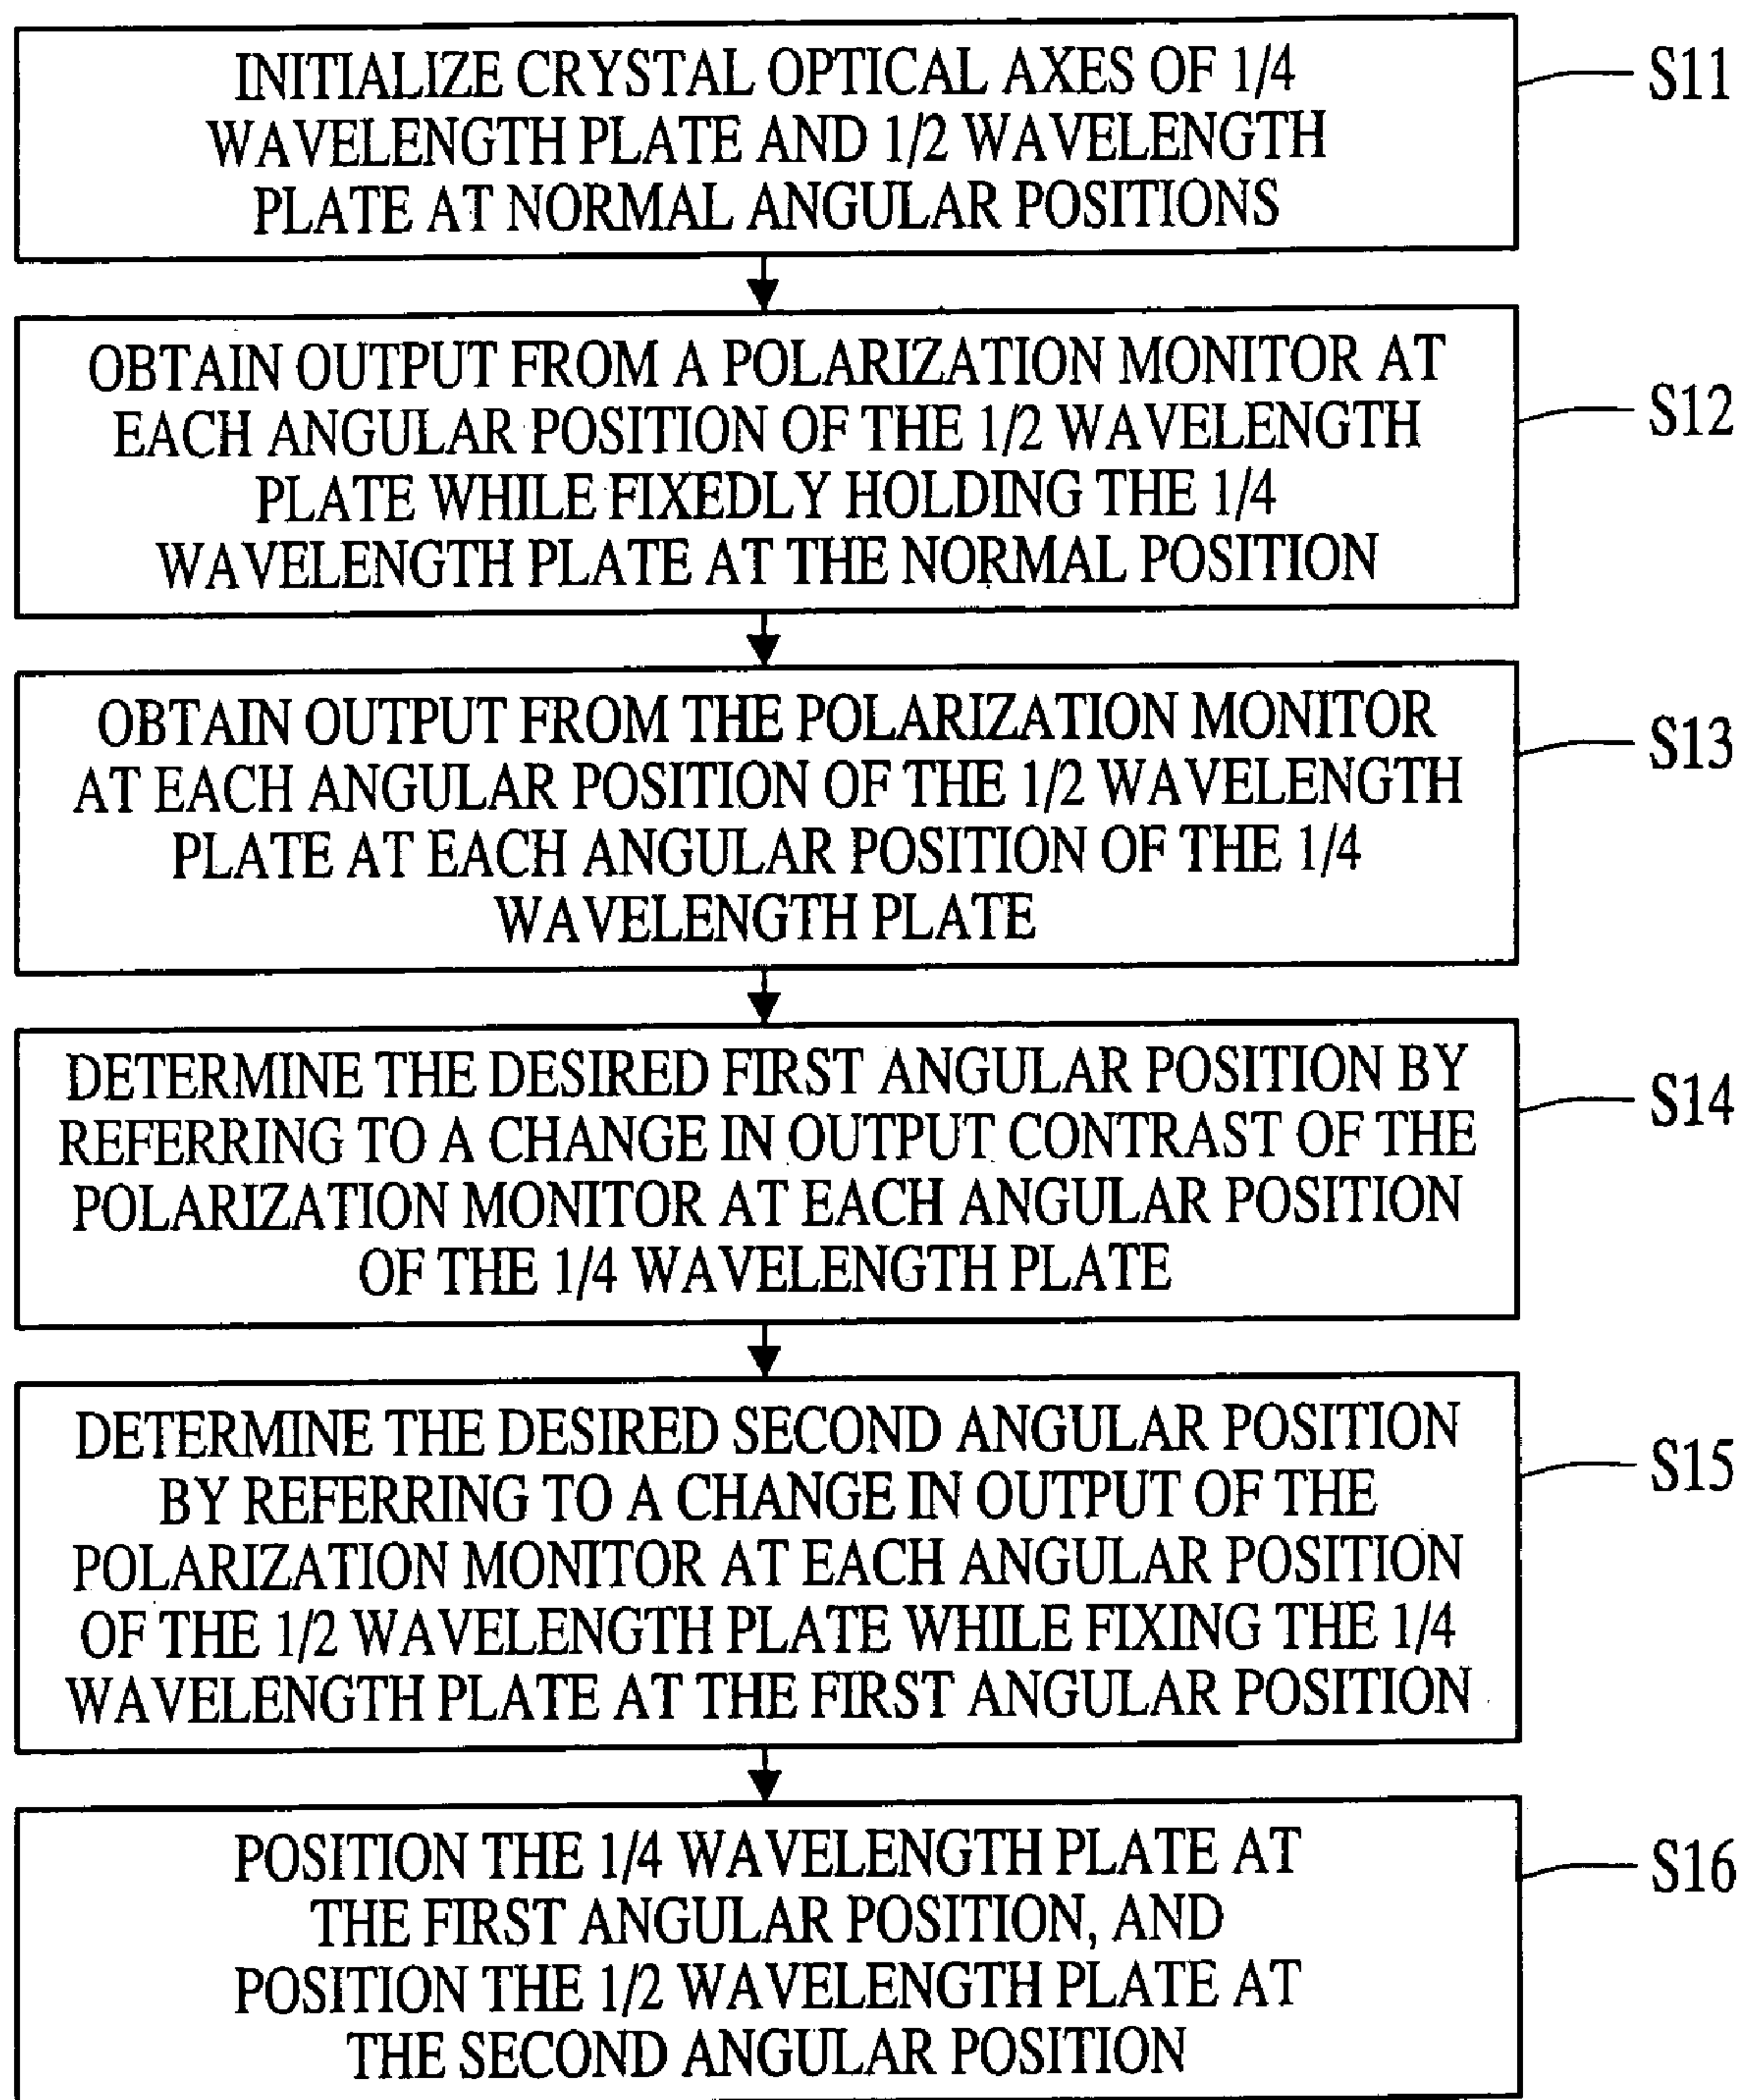 INITIALIZE CRYSTAL OPTICAL AXES OF 1/4
WAVELENGTH PLATE AND 1/2 WAVELENGTH
PLATE AT NORMAL ANGULAR POSITIONS
S11
OBTAIN OUTPUT FROM A POLARIZATION MONITOR AT
EACH ANGULAR POSITION OF THE 1/2 WAVELENGTH
PLATE WHILE FIXEDLY HOLDING THE 1/4
WAVELENGTH PLATE AT THE NORMAL POSITION
S12
OBTAIN OUTPUT FROM THE POLARIZATION MONITOR
AT EACH ANGULAR POSITION OF THE 1/2 WAVELENGTH
PLATE AT EACH ANGULAR POSITION OF THE 1/4
WAVELENGTH PLATE
S13
DETERMINE THE DESIRED FIRST ANGULAR POSITION BY
REFERRING TO A CHANGE IN OUTPUT CONTRAST OF THE
POLARIZATION MONITOR AT EACH ANGULAR POSITION
OF THE 1/4 WAVELENGTH PLATE
S14
DETERMINE THE DESIRED SECOND ANGULAR POSITION
BY REFERRING TO A CHANGE IN OUTPUT OF THE
POLARIZATION MONITOR AT EACH ANGULAR POSITION
OF THE 1/2 WAVELENGTH PLATE WHILE FIXING THE 1/4
WAVELENGTH PLATE AT THE FIRST ANGULAR POSITION
S15
POSITION THE 1/4 WAVELENGTH PLATE AT
THE FIRST ANGULAR POSITION, AND
POSITION THE 1/2 WAVELENGTH PLATE AT
THE SECOND ANGULAR POSITION
S16